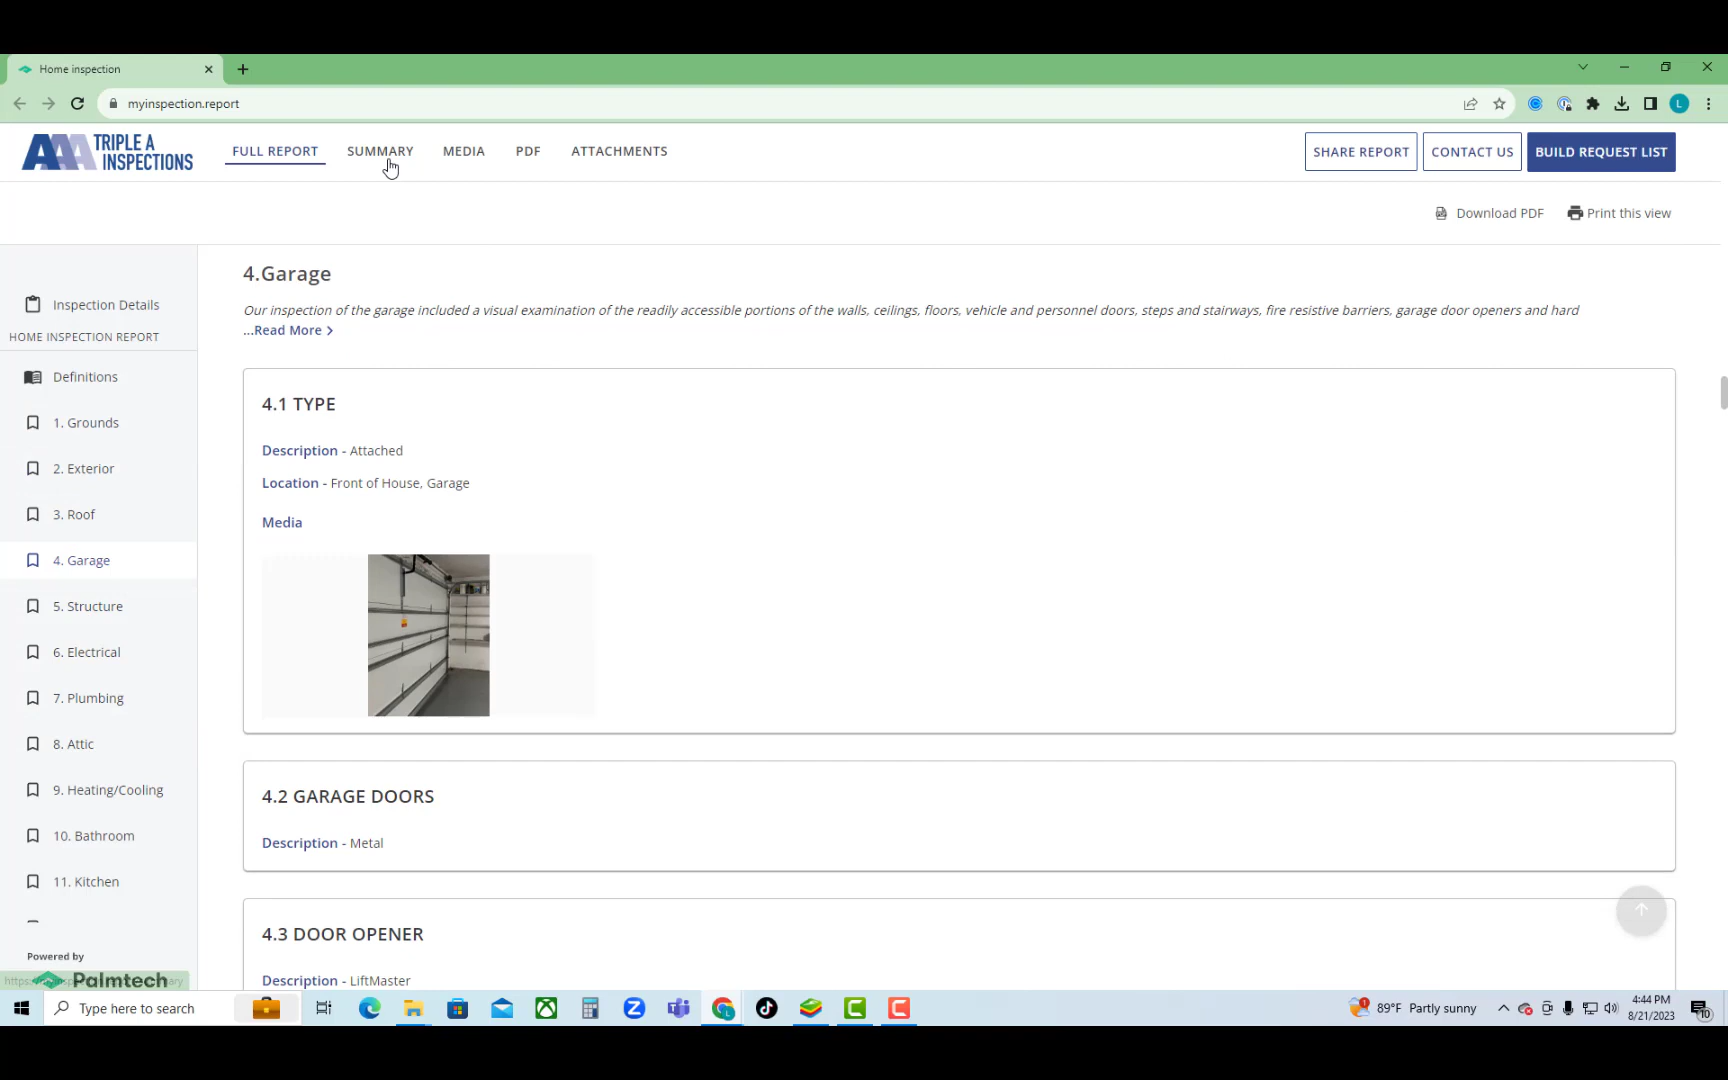 Home inspection
myinspection.report
L
TRIPLE A
INSPECTIONS
FULL REPORT
SUMMARY
MEDIA
PDF
ATTACHMENTS
SHARE REPORT
CONTACT US
BUILD REQUEST LIST
Download PDF
Print this view
Inspection Details
HOME INSPECTION REPORT
Definitions
1. Grounds
2. Exterior
3. Roof
4. Garage
5. Structure
6. Electrical
7. Plumbing
8. Attic
9. Heating/Cooling
10. Bathroom
11. Kitchen
Powered by
Palmtech
4.Garage
Our inspection of the garage included a visual examination of the readily accessible portions of the walls, ceilings, floors, vehicle and personnel doors, steps and stairways, fire resistive barriers, garage door openers and hard
...Read More >
4.1 TYPE
Description - Attached
Location - Front of House, Garage
Media
4.2 GARAGE DOORS
Description - Metal
4.3 DOOR OPENER
Description - LiftMaster
Type here to search
89°F Partly sunny
4:44 PM
8/21/2023
10